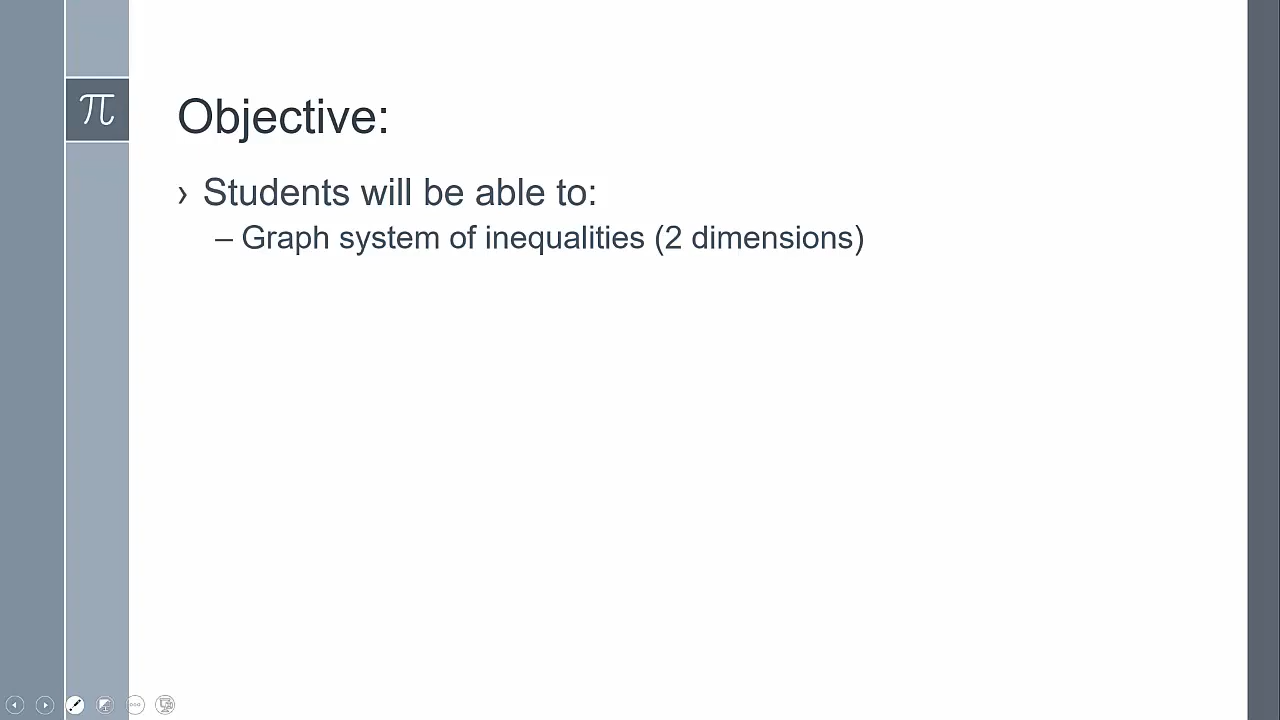 π
Objective:
› Students will be able to:
– Graph system of inequalities (2 dimensions)